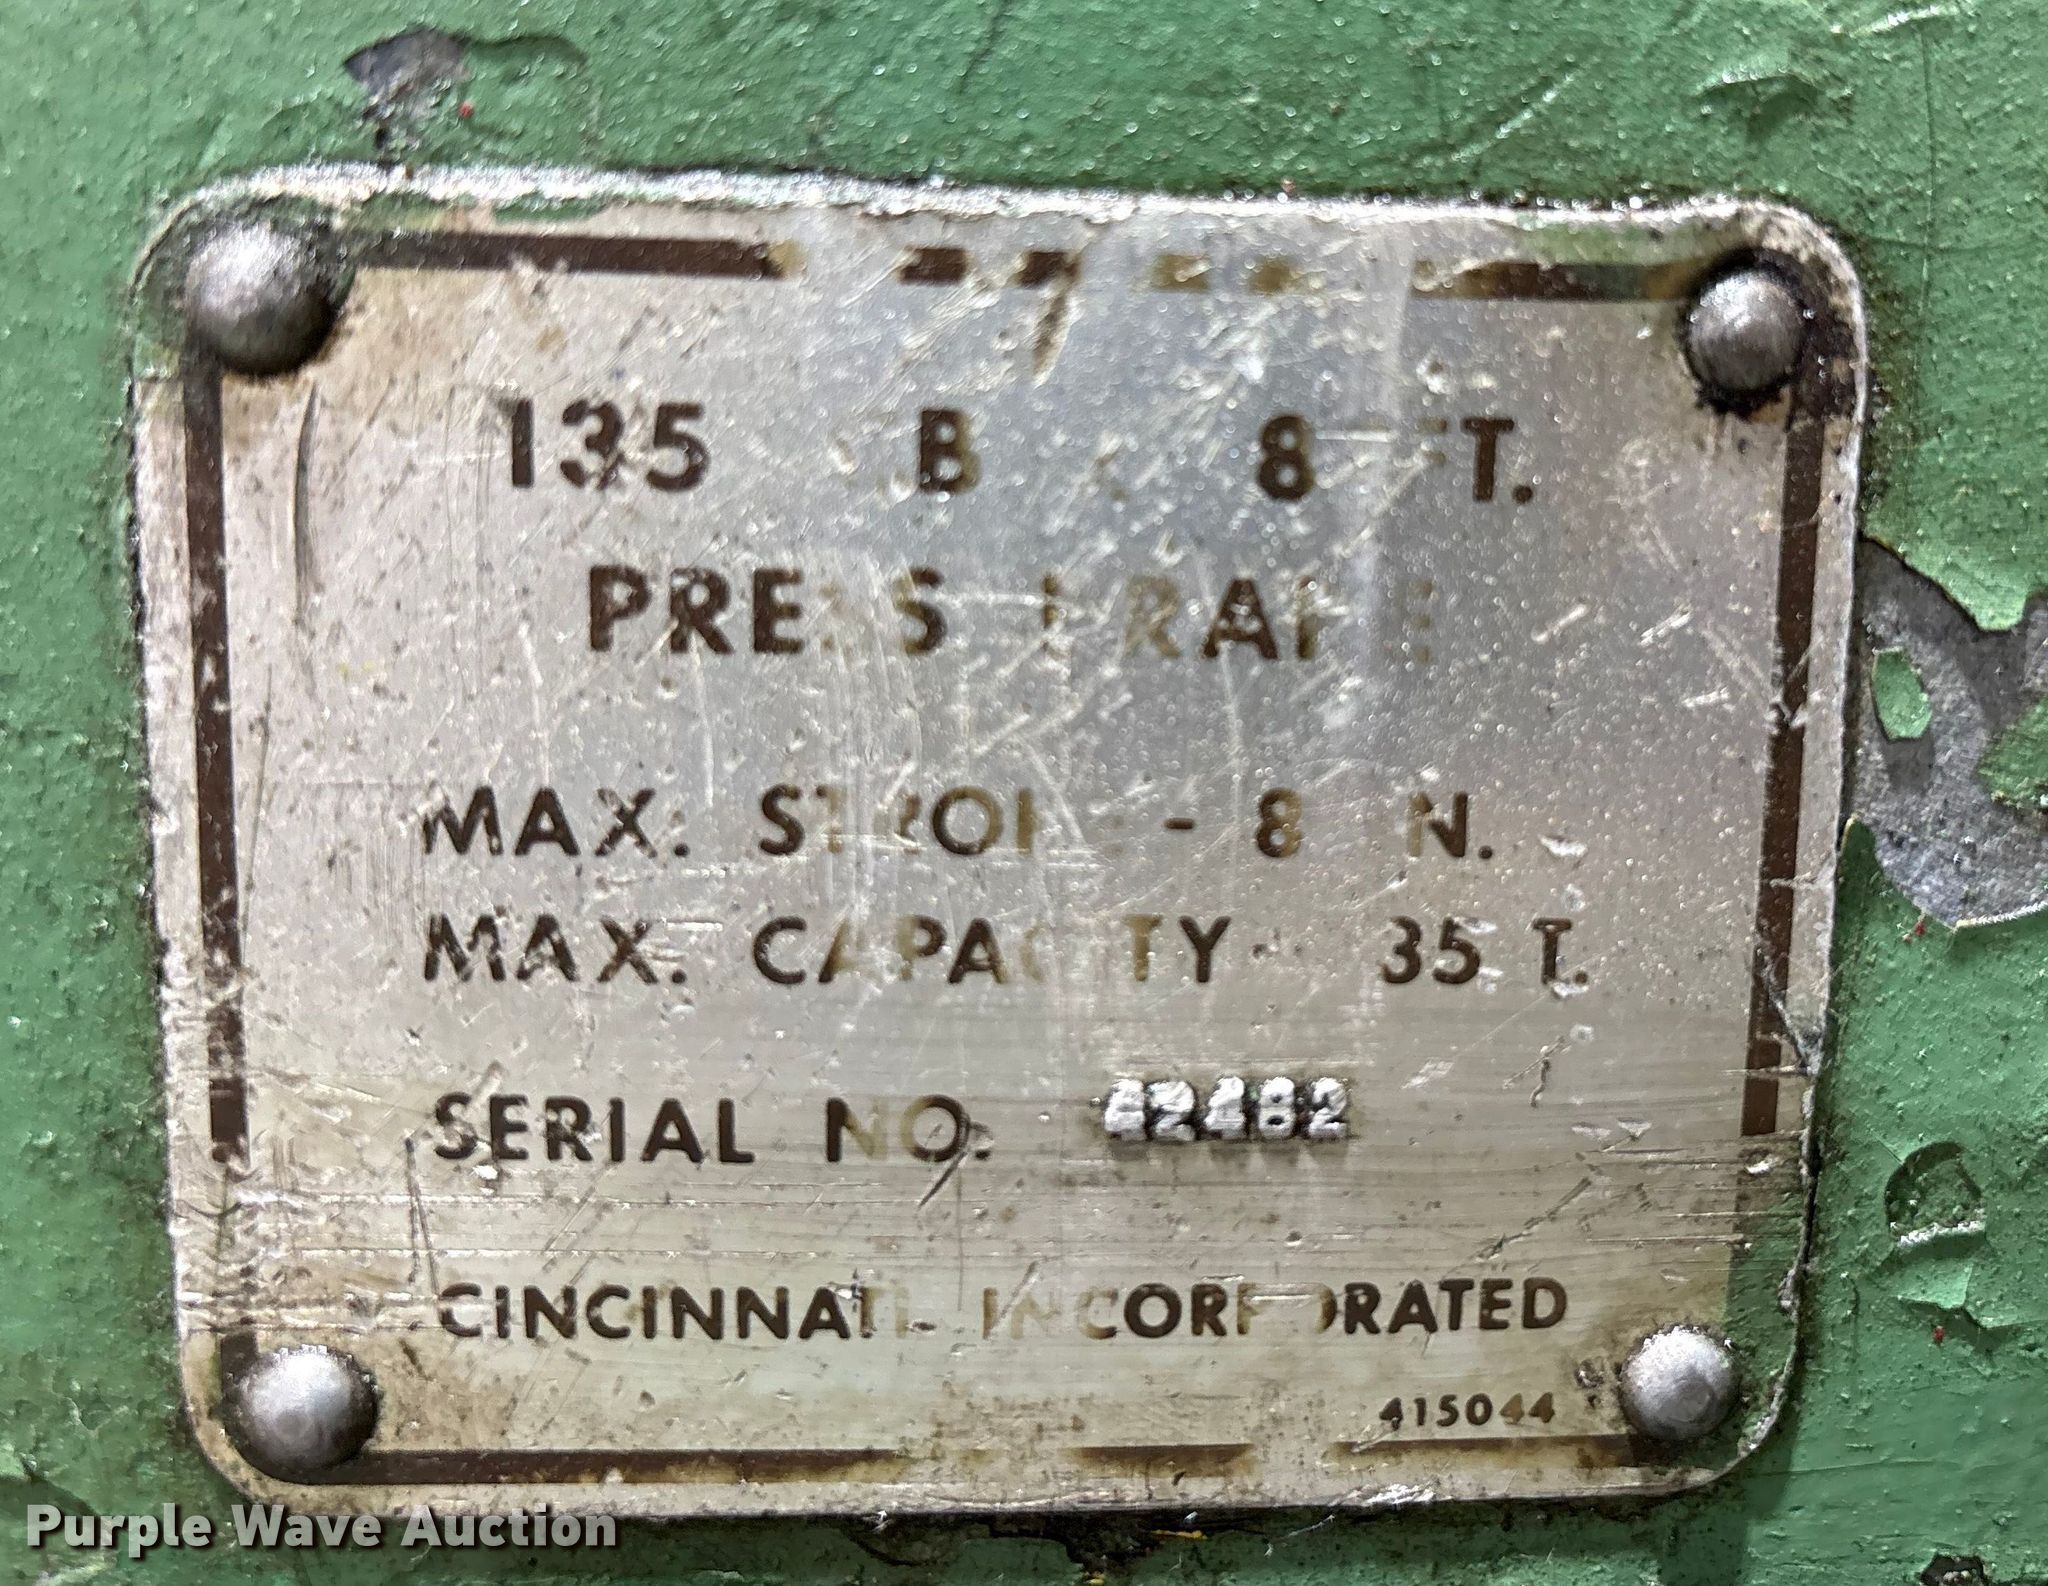 135 B x 8 FT.
PRESS BRAKE
MAX. STROKE - 8 IN.
MAX. CAPACITY - 35 T.
SERIAL NO. 42482
CINCINNATI INCORPORATED
415044
Purple Wave Auction